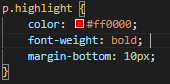 p.highlight {
    color: #ff0000;
    font-weight: bold;
    margin-bottom: 10px;
}